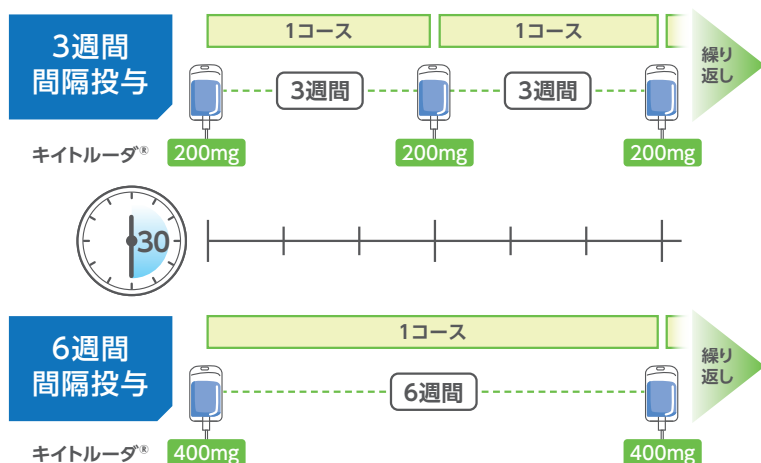 3週間
間隔投与
1コース
1コース
繰り
返し
3週間
3週間
キイトルーダ®
200mg
200mg
200mg
30
6週間
間隔投与
1コース
繰り
返し
6週間
キイトルーダ®
400mg
400mg